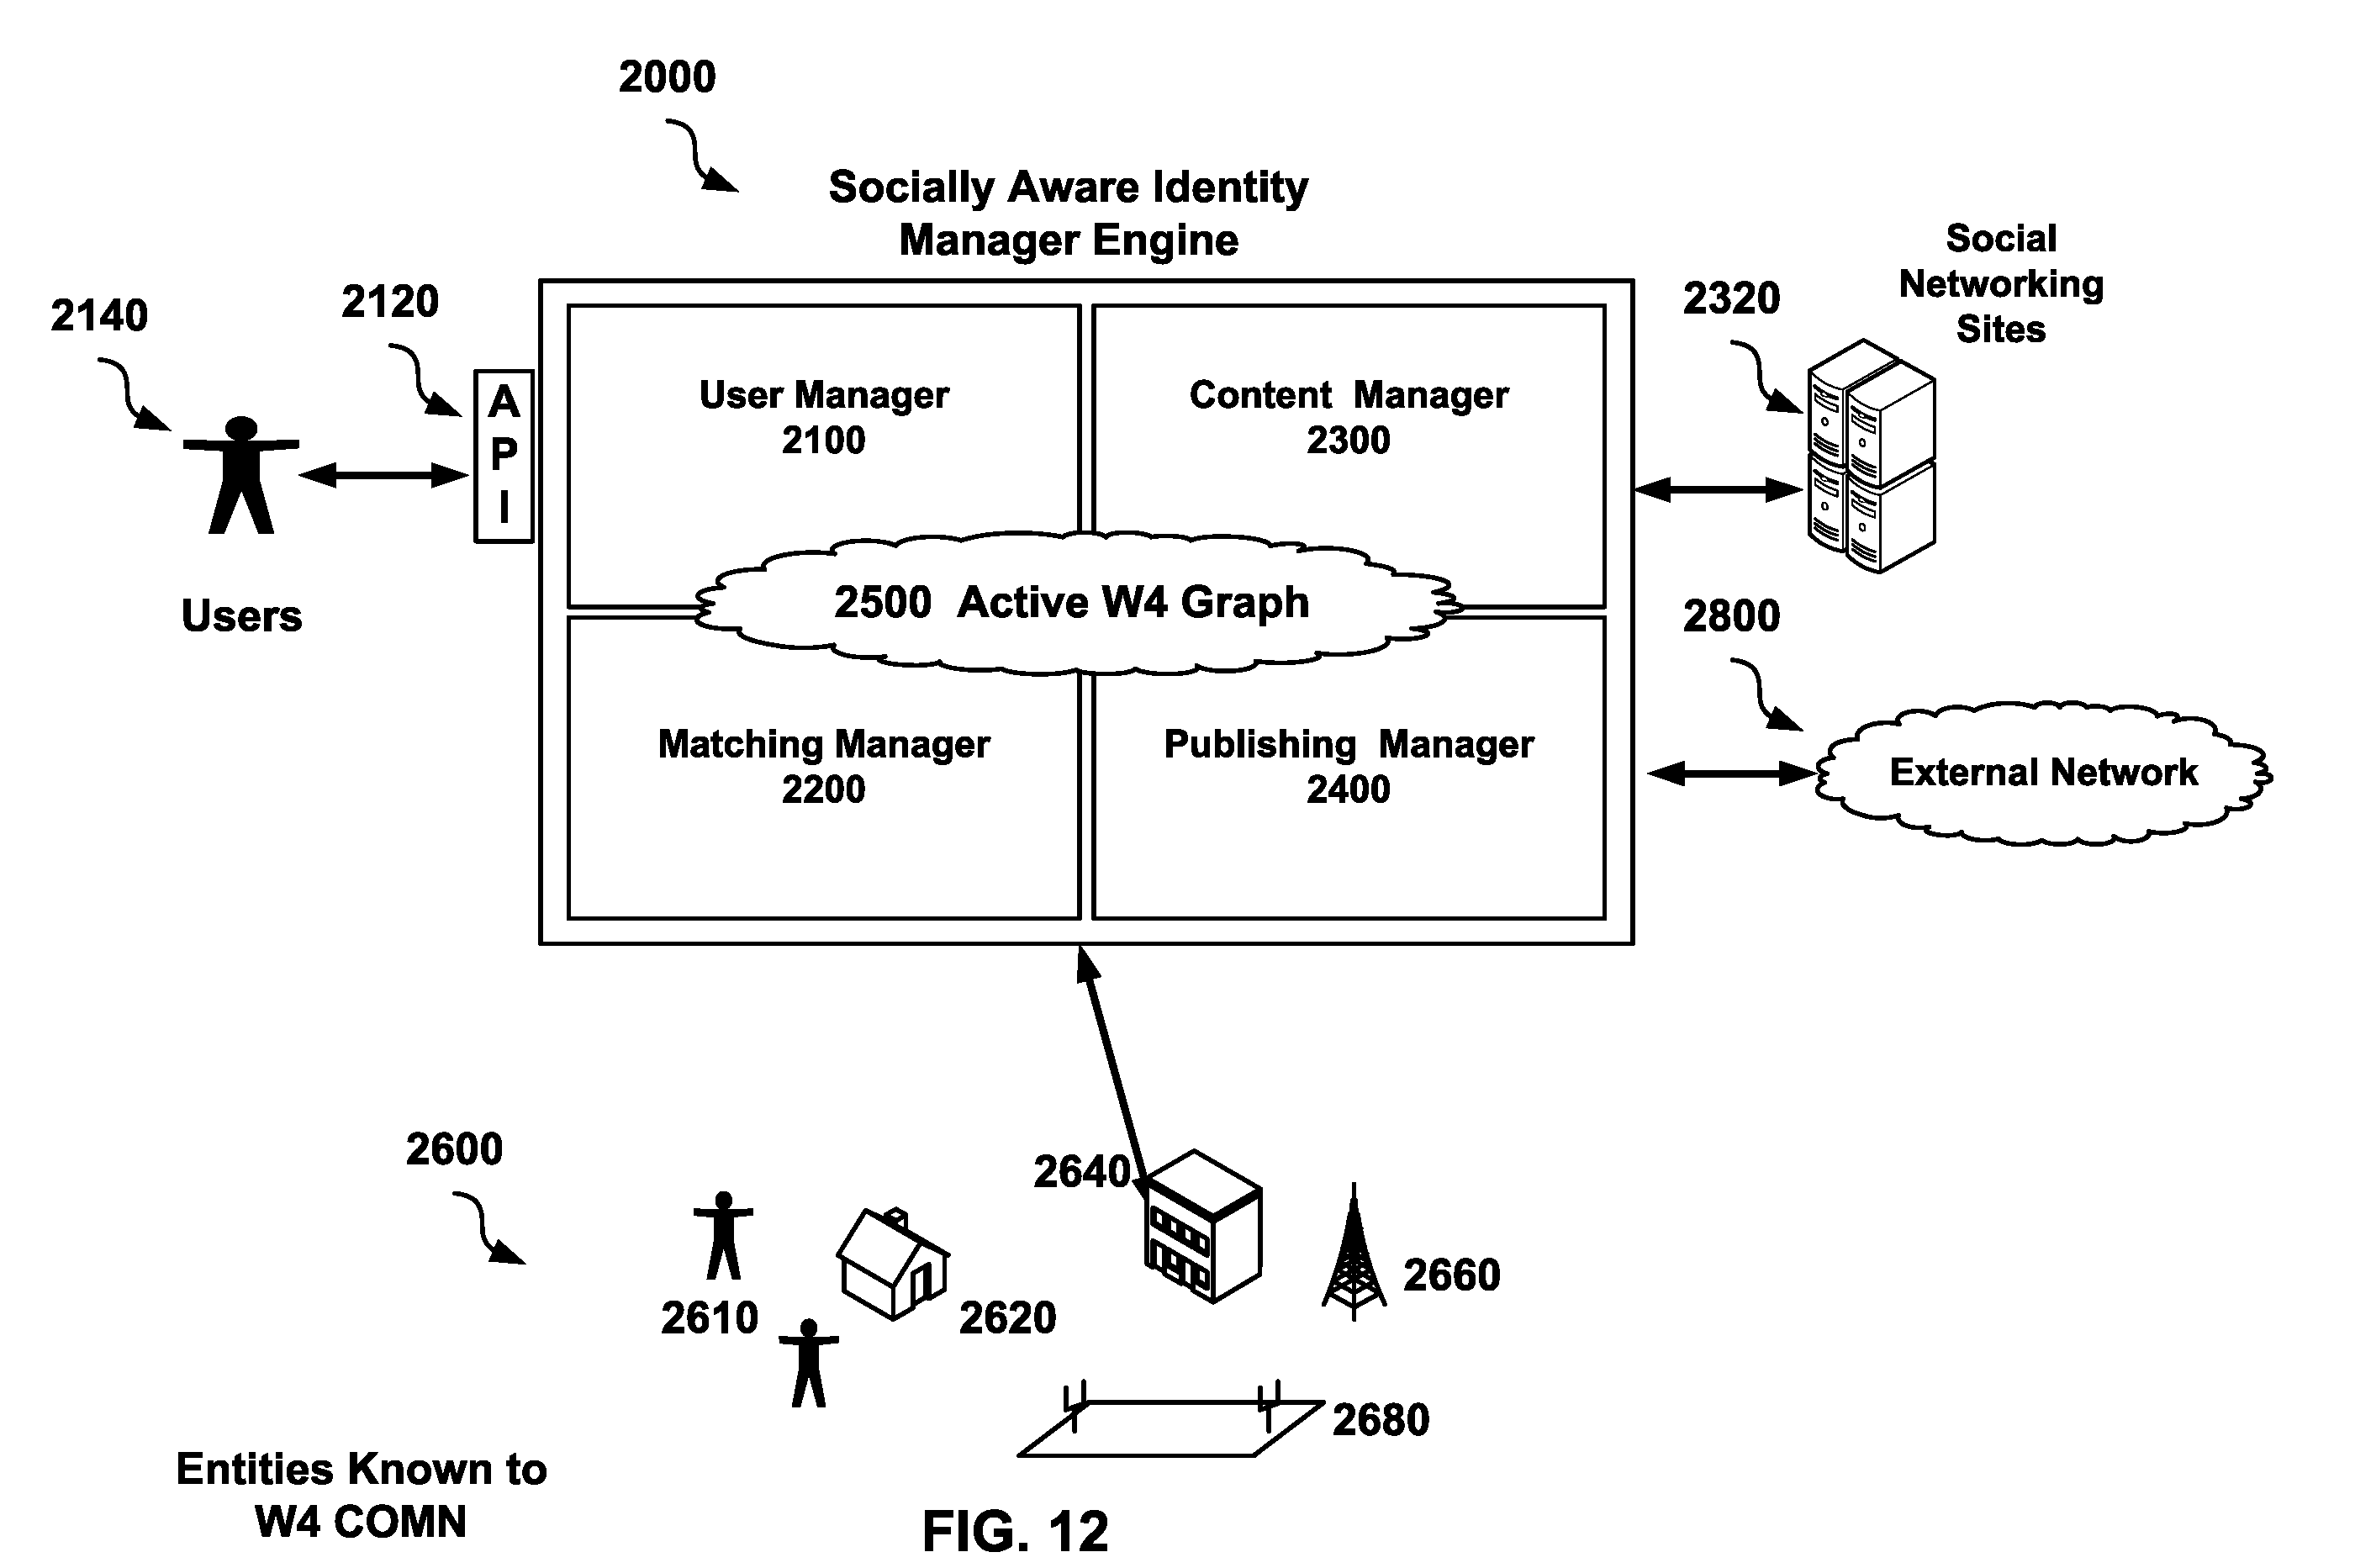 2000
Socially Aware Identity
Manager Engine
2140
2120
A
P
I
Users
User Manager
2100
Content Manager
2300
2500 Active W4 Graph
Matching Manager
2200
Publishing Manager
2400
Social
Networking
Sites
2320
2800
External Network
2600
2610
2620
2640
2660
2680
Entities Known to
W4 COMN
FIG. 12